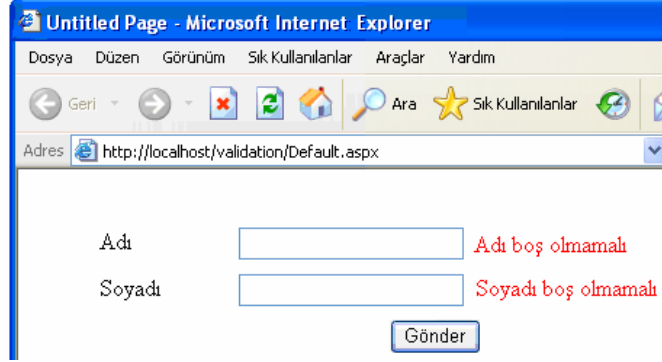 Untitled Page - Microsoft Internet Explorer
Dosya Düzen Görünüm Sık Kullanılanlar Araçlar Yardım
Geri Ara Sık Kullanılanlar
Adres http://localhost/validation/Default.aspx
Adı Adı boş olmamalı
Soyadı Soyadı boş olmamalı
Gönder